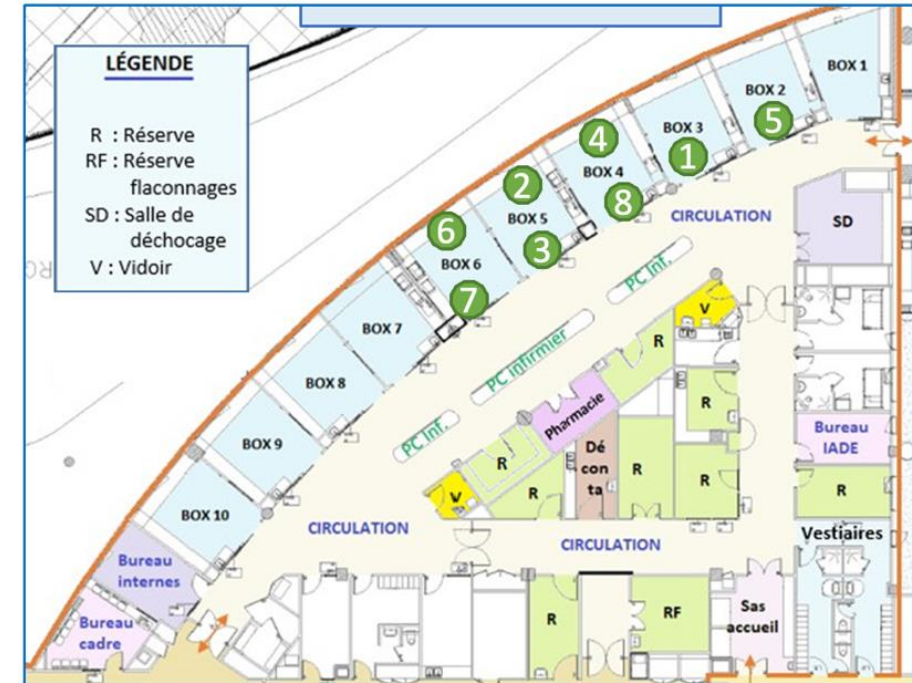 LÉGENDE
R : Réserve
RF : Réserve
flaconnages
SD : Salle de
déchocage
V : Vidoir
BOX 1
BOX 2
5
BOX 3
1
4
BOX 4
8
2
BOX 5
3
6
BOX 6
7
BOX 7
BOX 8
BOX 9
BOX 10
CIRCULATION
SD
PC Inf.
PC infirmier
PC Inf.
V
R
R
Pharmacie
Bureau
IADE
Dé
con
ta
R
R
R
R
R
V
Vestiaires
CIRCULATION
CIRCULATION
Bureau
internes
Bureau
cadre
R
RF
Sas
accueil